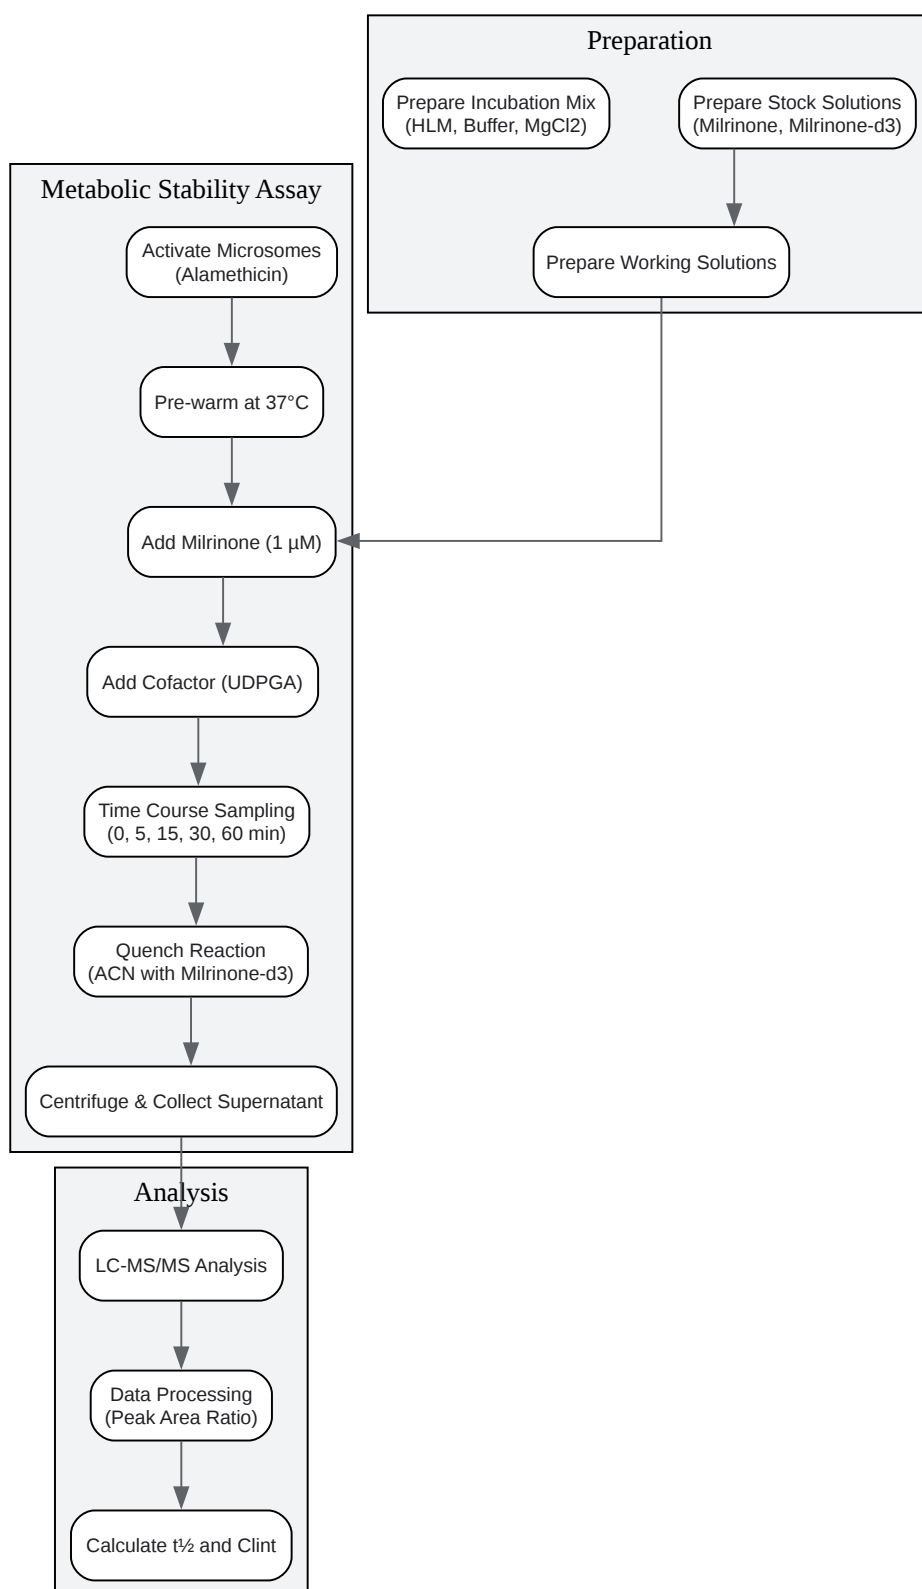 Preparation
Prepare Incubation Mix
(HLM, Buffer, MgCl2)
Prepare Stock Solutions
(Milrinone, Milrinone-d3)
Prepare Working Solutions
Metabolic Stability Assay
Activate Microsomes
(Alamethicin)
Pre-warm at 37°C
Add Milrinone (1 µM)
Add Cofactor (UDPGA)
Time Course Sampling
(0, 5, 15, 30, 60 min)
Quench Reaction
(ACN with Milrinone-d3)
Centrifuge & Collect Supernatant
Analysis
LC-MS/MS Analysis
Data Processing
(Peak Area Ratio)
Calculate t½ and Clint